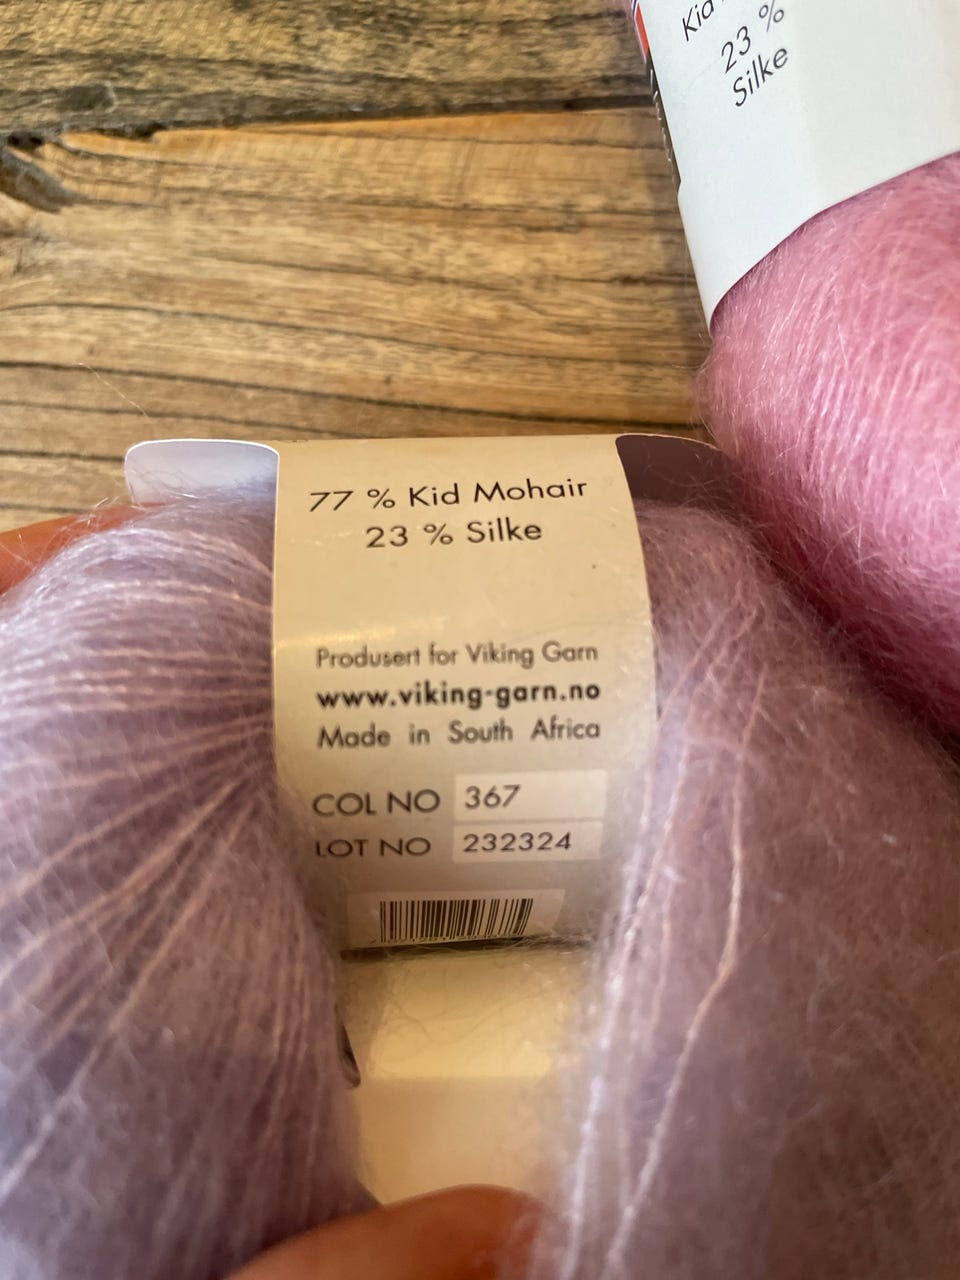 Kid
23 %
Silke
77 % Kid Mohair
23 % Silke
Produsert for Viking Garn
www.viking-garn.no
Made in South Africa
COL NO 367
LOT NO 232324